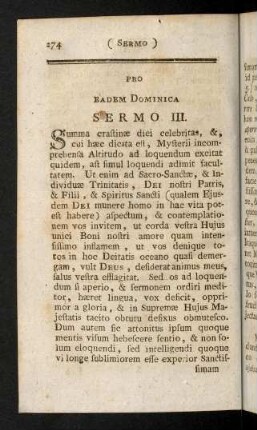 274 ( SERMO )
PRO
EADEM DOMINICA
SERMO III.
Summa crastinæ diei celebritas, &,
cui hæc dicata est, Mysterii incom-
prehensa Altitudo ad loquendum excitat
quidem, ast simul loquendi adimit facul-
tatem. Ut enim ad Sacro-Sanctæ, & In-
dividuæ Trinitatis, DEI nostri Patris,
& Filii, & Spiritus Sancti (qualem Ejus-
dem DEI munere homo in hac vita pot-
est habere) aspectum, & contemplatio-
nem vos invitem, ut corda vestra Hujus
unici Boni nostri amore quam inten-
sissimo inflamem, ut vos denique to-
tos in hoc Deitatis oceano quasi demer-
gam, vult DEUS, desiderat animus meus,
salus vestra efflagitat. Sed os ad loquen-
dum si aperio, & sermonem ordiri medi-
tor, hæret lingua, vox deficit, oppri-
mor a gloria, & in Supremæ Hujus Ma-
jestatis tacito obtutu defixus obmutesco.
Dum autem sic attonitus ipsum quoque
mentis visum hebescere sentio, & non so-
lum eloquendi, sed intelligendi quoque
vi longe sublimiorem esse experior Sanctis-
simam